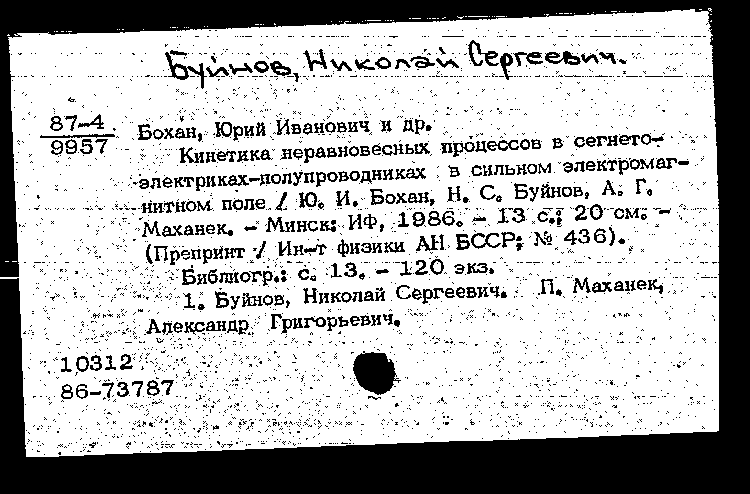 Буйнов, Николай Сергеевич.
87-4
9957
Бохан, Юрий Иванович и др.
Кинетика неравновесных процессов в сегнето-
электриках-полупроводниках в сильном электромаг-
нитном поле / Ю. И. Бохан, Н. С. Буйнов, А. Г.
Маханек. - Минск: ИФ, 1986. - 13 с.; 20 см. -
(Препринт / Ин-т физики АН БССР; № 436).
Библиогр.: с. 13. - 120 экз.
1. Буйнов, Николай Сергеевич. П. Маханек,
Александр Григорьевич.
10312
86-73787